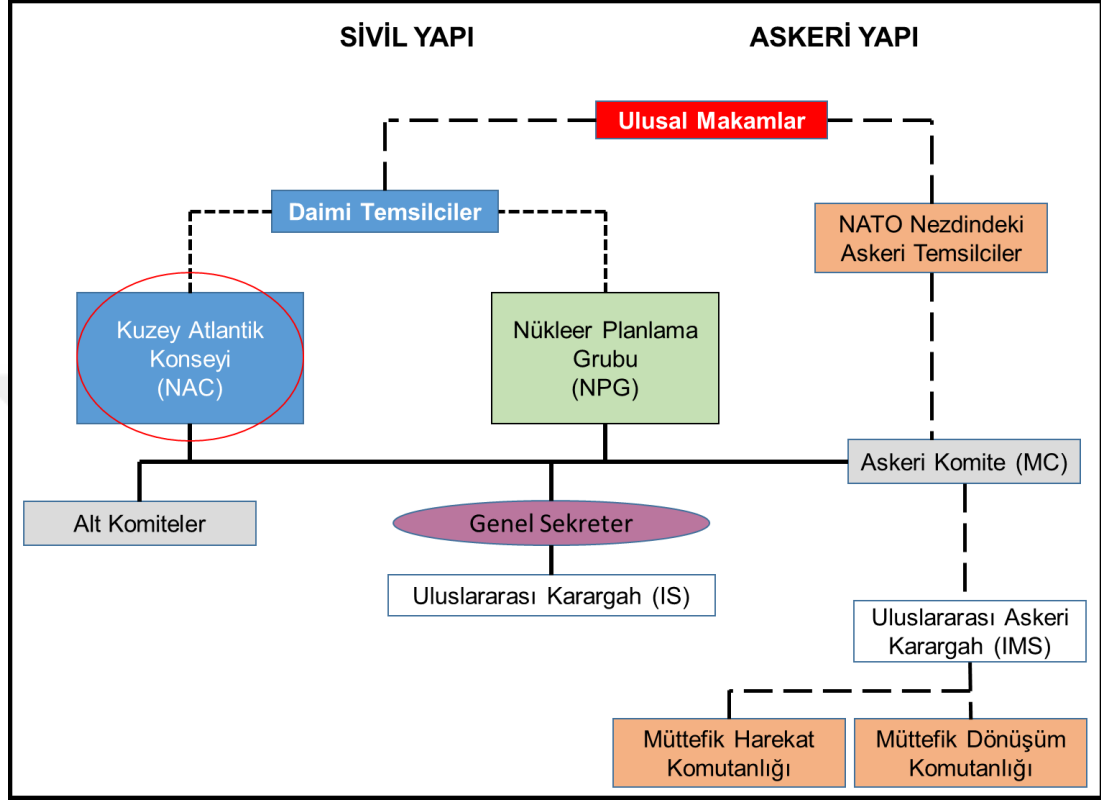 SİVİL YAPI
ASKERİ YAPI
Ulusal Makamlar
Daimi Temsilciler
NATO Nezdindeki
Askeri Temsilciler
Kuzey Atlantik
Konseyi
(NAC)
Nükleer Planlama
Grubu
(NPG)
Askeri Komite (MC)
Alt Komiteler
Genel Sekreter
Uluslararası Karargah (IS)
Uluslararası Askeri
Karargah (IMS)
Müttefik Harekat
Komutanlığı
Müttefik Dönüşüm
Komutanlığı